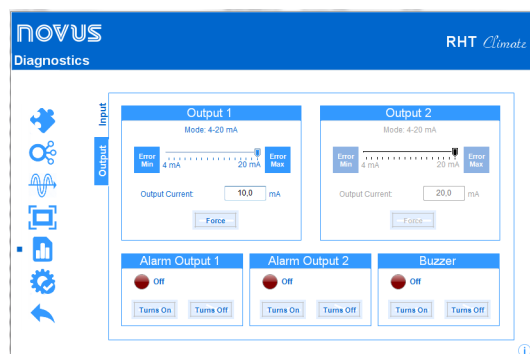 NOVUS
RHT Climate
Diagnostics
Input
Output
Output 1
Mode: 4-20 mA
Error Min
4 mA
20 mA
Error Max
Output Current:
10,0
mA
Force
Output 2
Mode: 4-20 mA
Error Min
4 mA
20 mA
Error Max
Output Current:
20,0
mA
Force
Alarm Output 1
Off
Turns On
Turns Off
Alarm Output 2
Off
Turns On
Turns Off
Buzzer
Off
Turns On
Turns Off
i